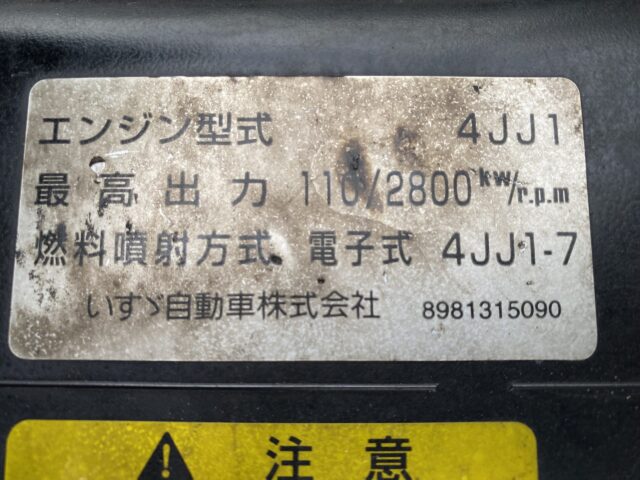 エンジン型式 4JJ1
最高出力 110/2800 kW/r.p.m
燃料噴射方式 電子式 4JJ1-7
いすゞ自動車株式会社 8981315090
注意